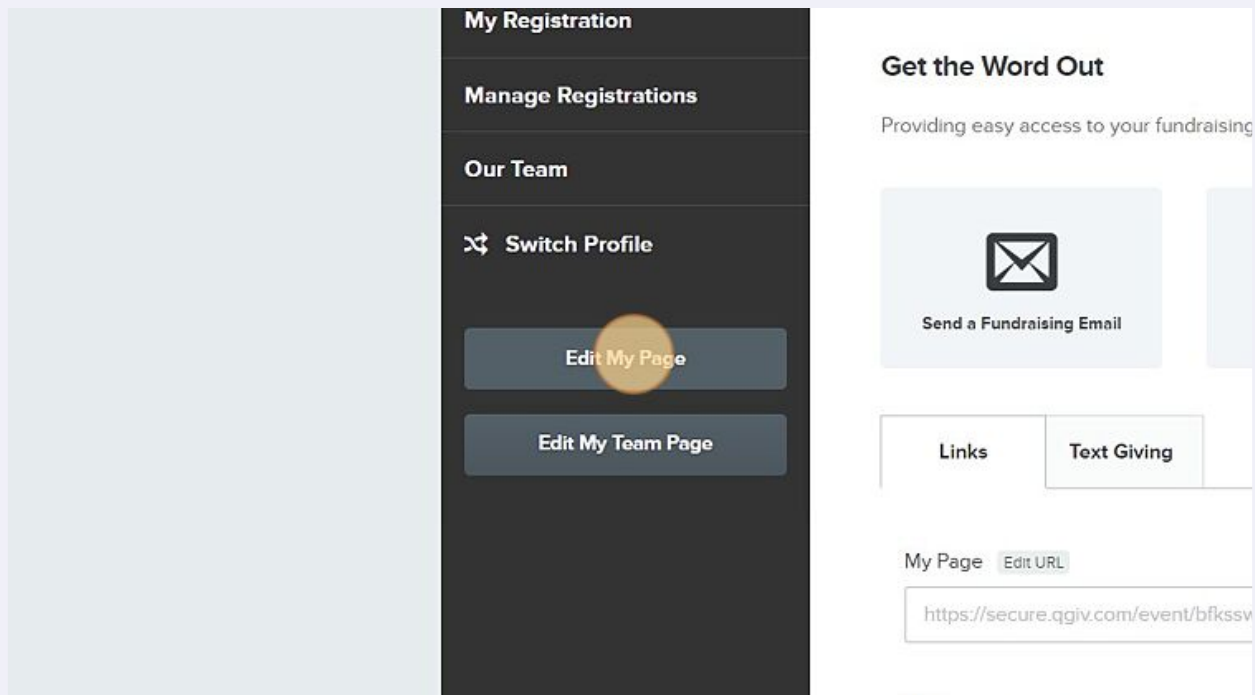 My Registration
Manage Registrations
Our Team
Switch Profile
Edit My Page
Edit My Team Page
Get the Word Out
Providing easy access to your fundraising
Send a Fundraising Email
Links
Text Giving
My Page
Edit URL
https://secure.qgiv.com/event/bfkssv